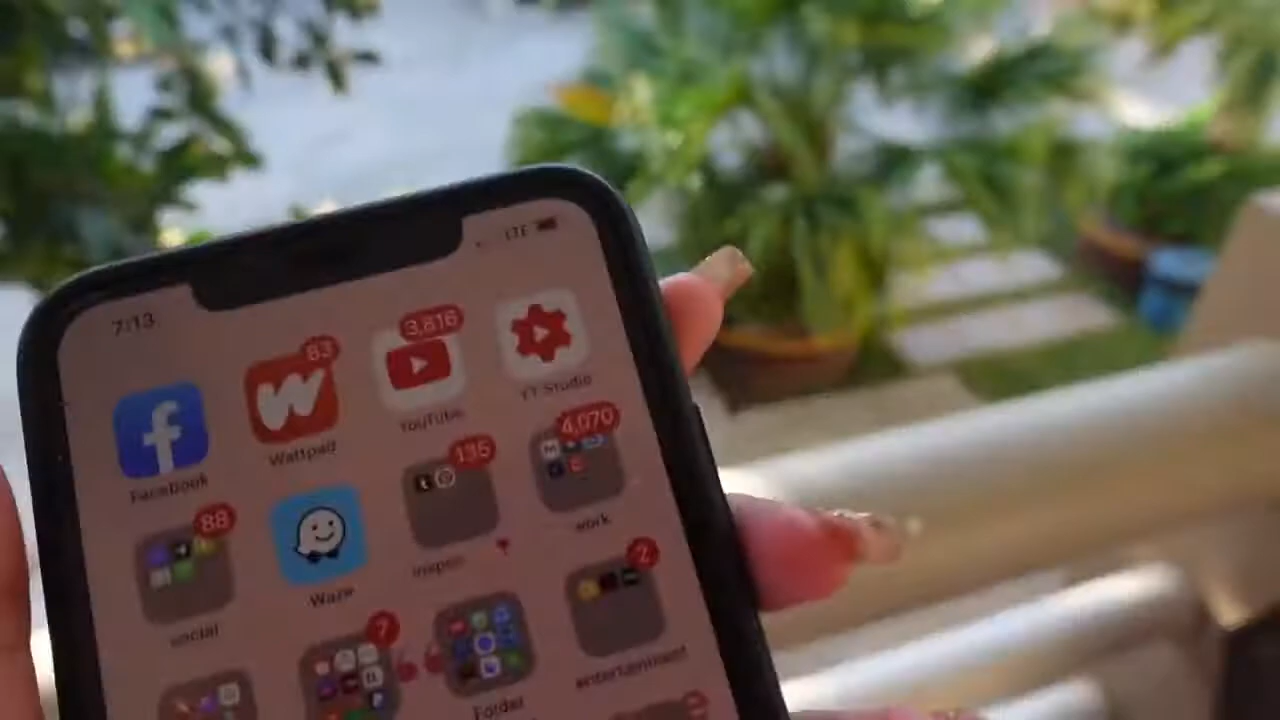 7:13
LTE
83
3,816
Facebook
Wattpad
YouTube
YT Studio
88
135
4,070
social
Waze
inspo
work
7
2
Folder
entertainment